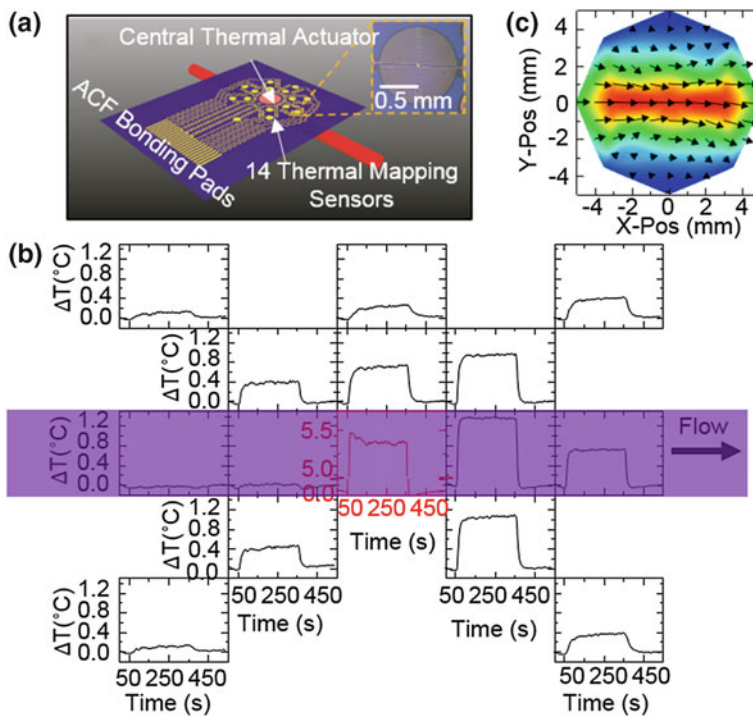 (a)
Central Thermal Actuator
0.5 mm
ACF Bonding Pads
14 Thermal Mapping
Sensors
(c)
Y-Pos (mm)
4
2
0
-2
-4
-4 -2 0 2 4
X-Pos (mm)
(b)
ΔT(°C)
1.2
0.8
0.4
0.0
ΔT(°C)
1.2
0.8
0.4
0.0
ΔT(°C)
1.2
0.8
0.4
0.0
5.5
5.0
0.0
50 250 450
Time (s)
Flow
ΔT(°C)
1.2
0.8
0.4
0.0
50 250 450
Time (s)
50 250 450
Time (s)
ΔT(°C)
1.2
0.8
0.4
0.0
50 250 450
Time (s)
50 250 450
Time (s)